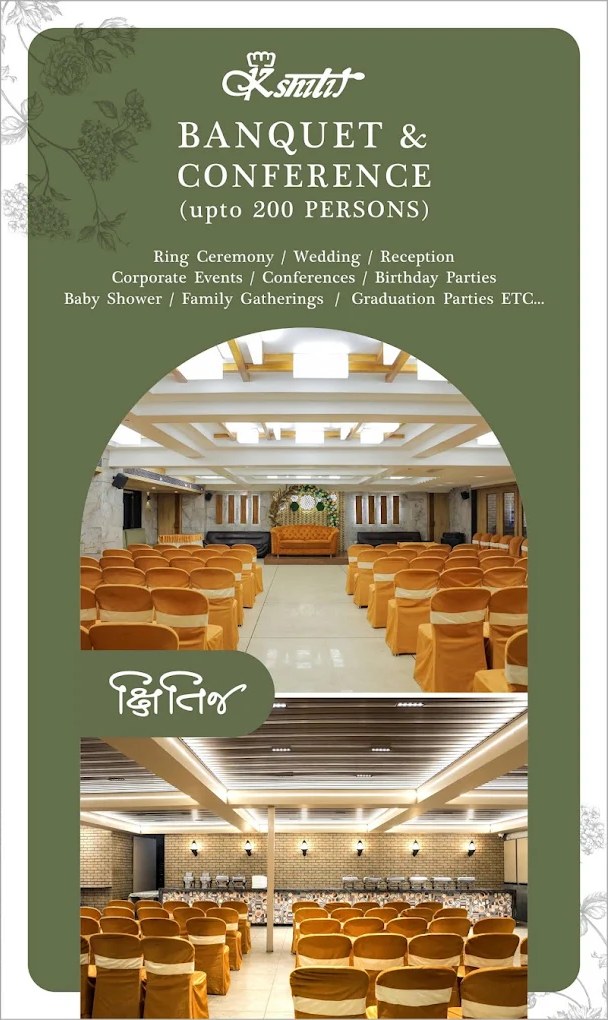 Kshitij
BANQUET &
CONFERENCE
(upto 200 PERSONS)
Ring Ceremony / Wedding / Reception
Corporate Events / Conferences / Birthday Parties
Baby Shower / Family Gatherings / Graduation Parties ETC...
ક્ષિતિજ